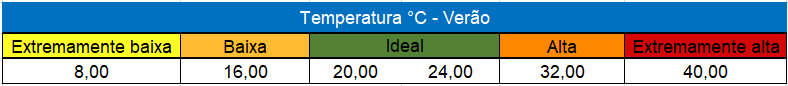 Temperatura °C - Verão
Extremamente baixa Baixa Ideal Alta Extremamente alta
8,00 16,00 20,00 24,00 32,00 40,00